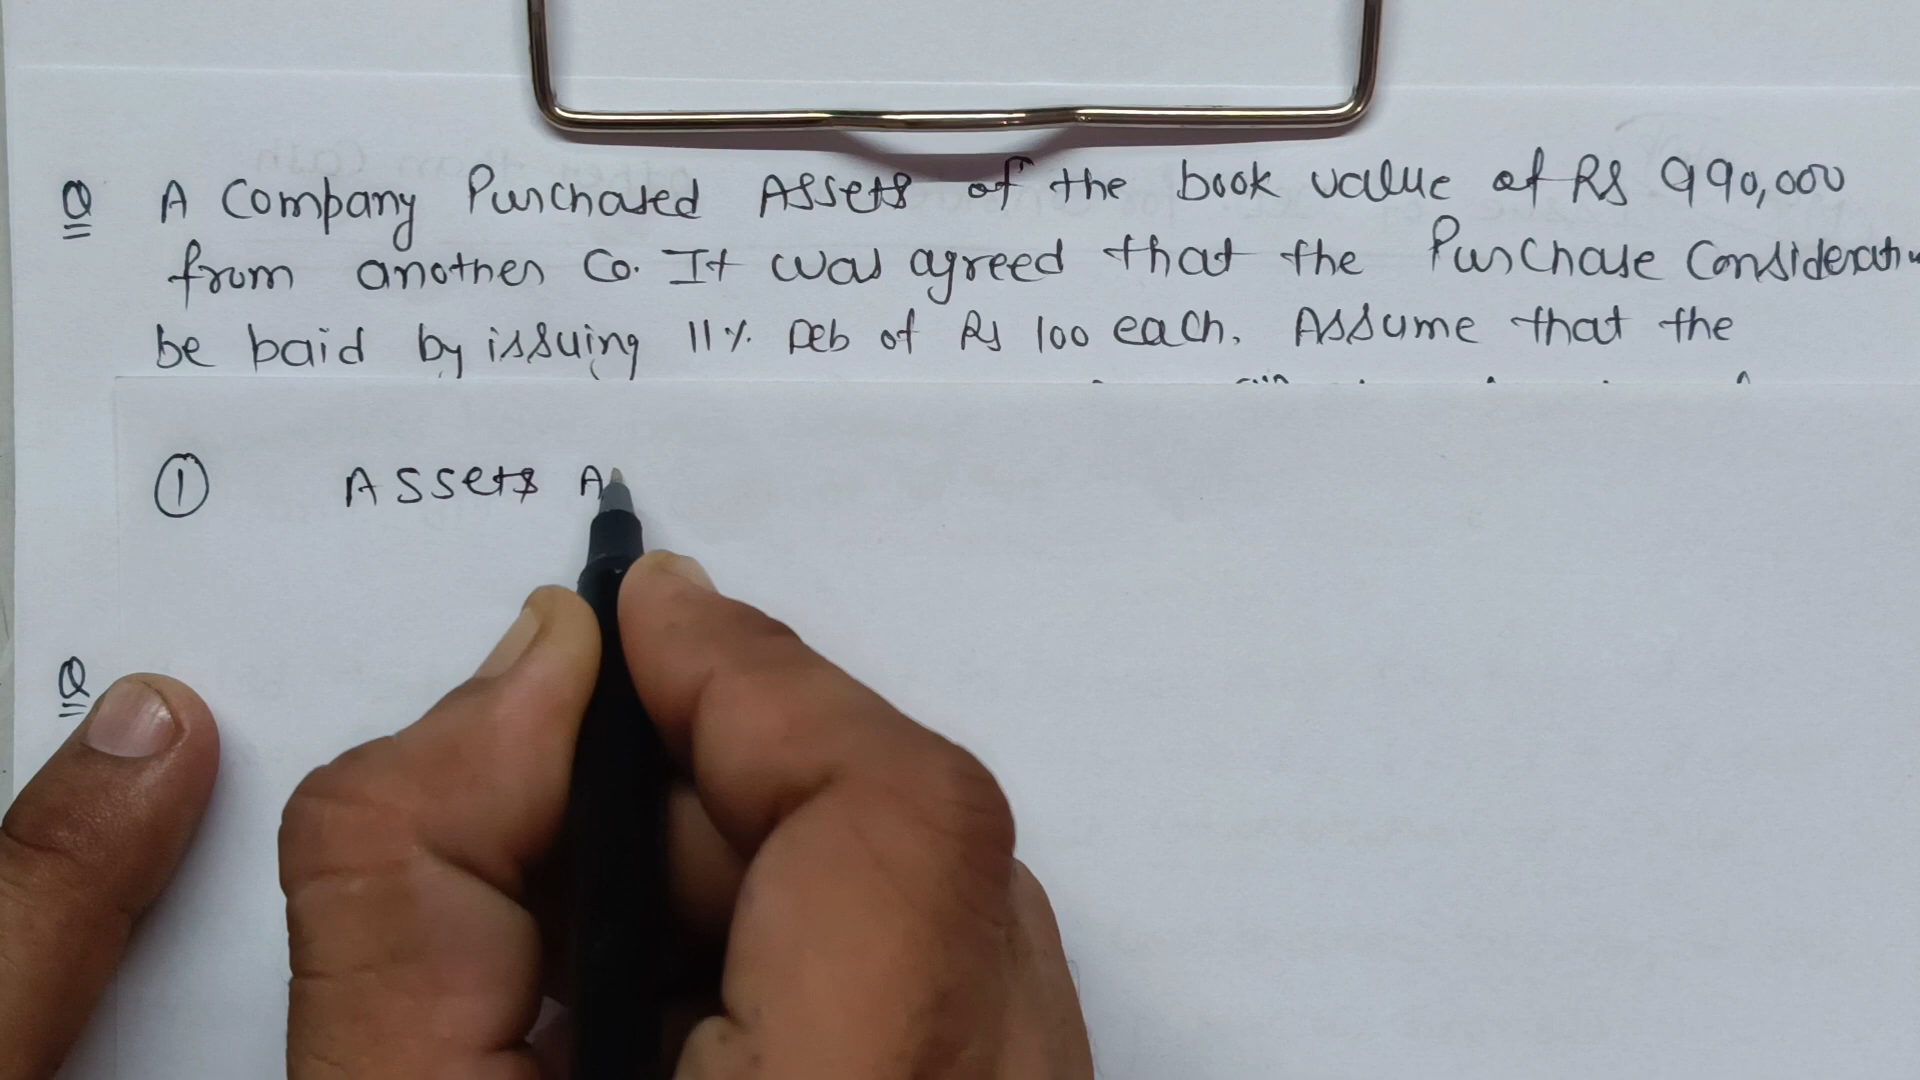 Q A Company Purchased Assets of the book value of Rs 990,000
from another Co. It was agreed that the Purchase Consideration
be paid by issuing 11% Deb of Rs 100 each. Assume that the
① Assets A
Q